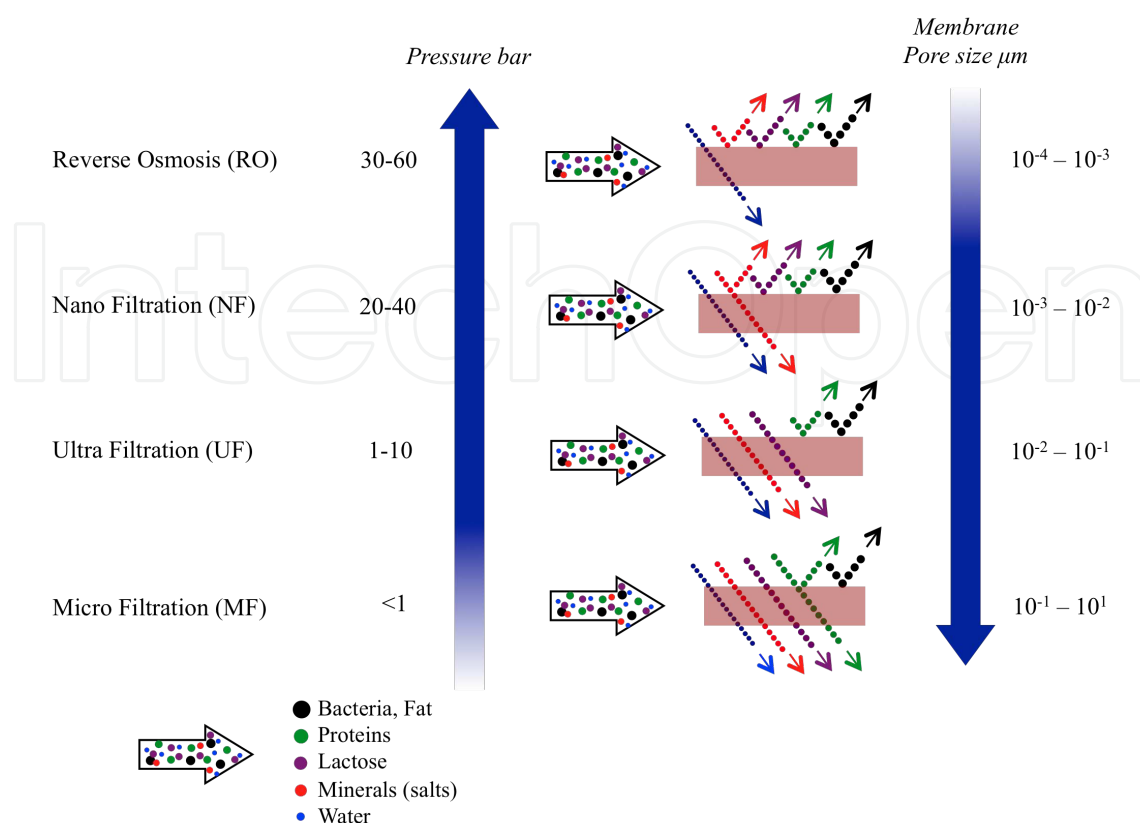 Pressure bar
Membrane
Pore size μm
Reverse Osmosis (RO) 30-60 10⁻⁴ – 10⁻³
Nano Filtration (NF) 20-40 10⁻³ – 10⁻²
Ultra Filtration (UF) 1-10 10⁻² – 10⁻¹
Micro Filtration (MF) <1 10⁻¹ – 10¹
IntechOpen
Bacteria, Fat
Proteins
Lactose
Minerals (salts)
Water